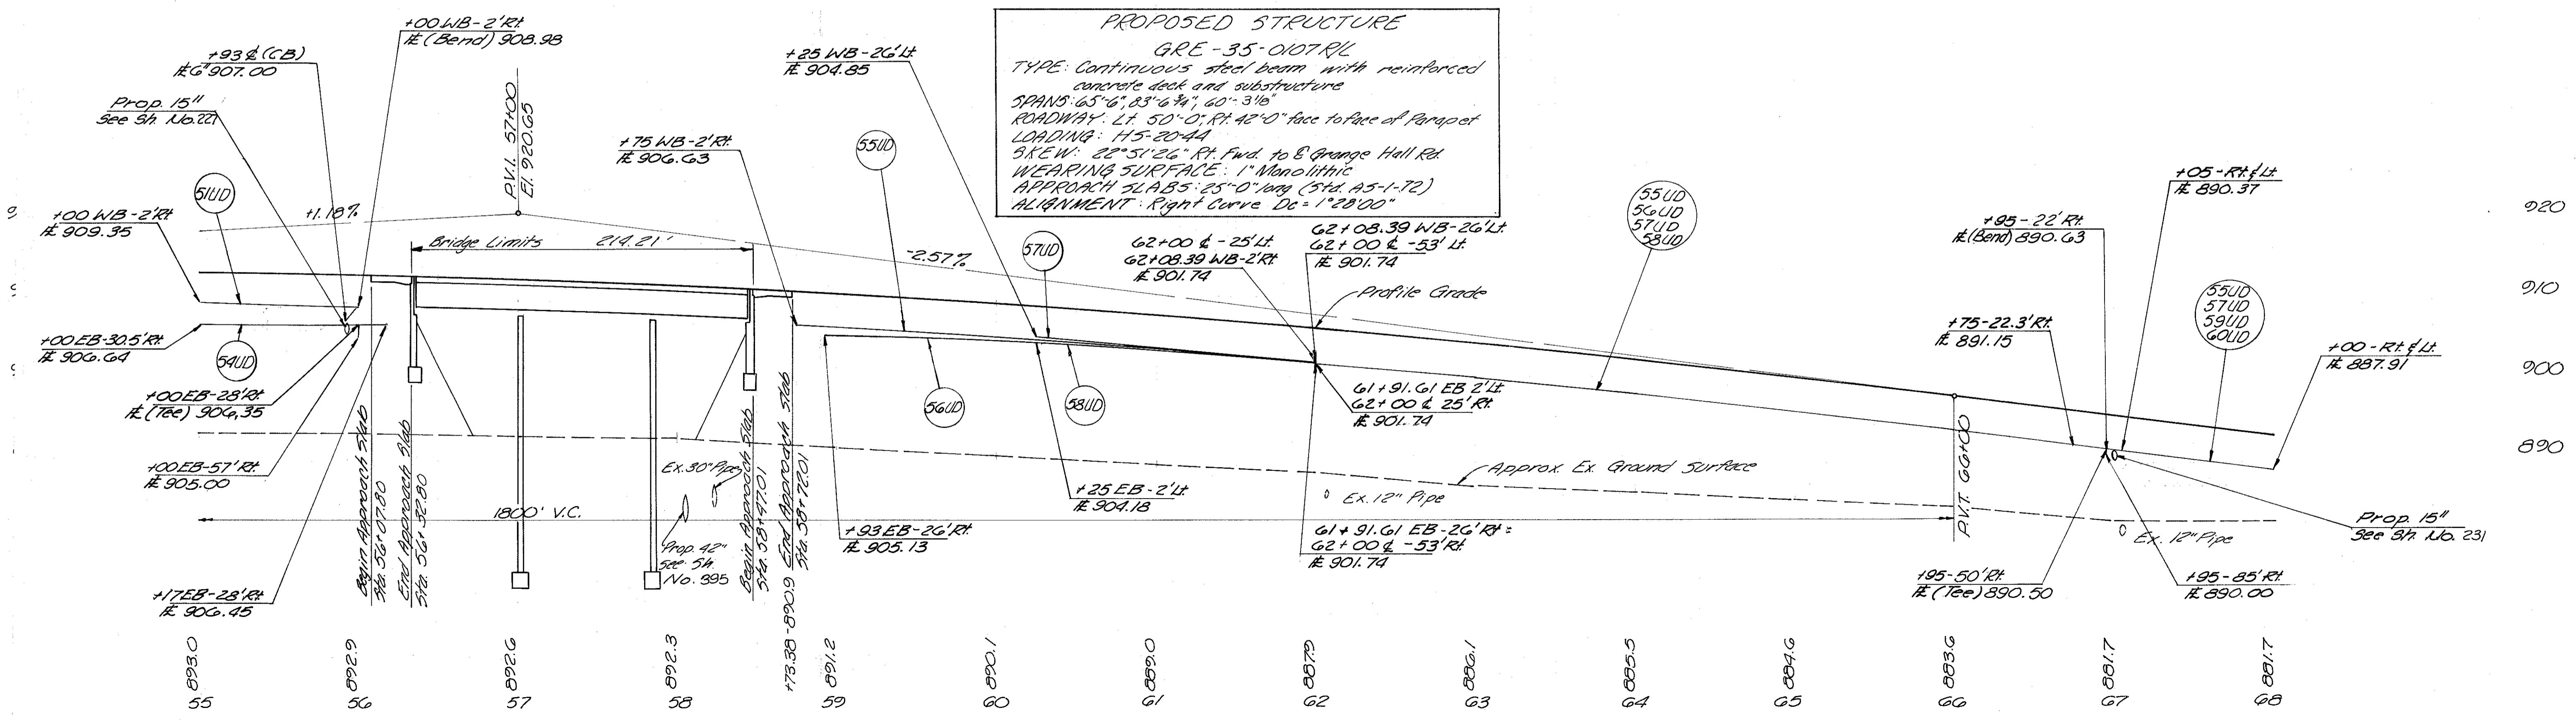 PROPOSED STRUCTURE
GRE-35-0107 R/L
TYPE: Continuous steel beam with reinforced
concrete deck and substructure
SPANS: 65'-6", 83'-6 3/4", 60'-3 1/8"
ROADWAY: Lt. 50'-0", Rt. 42'-0" face to face of Parapet
LOADING: HS-20-44
SKEW: 22°51'26" Rt. Fwd. to ℄ Grange Hall Rd.
WEARING SURFACE: 1" Monolithic
APPROACH SLABS: 25'-0" long (Std. AS-1-72)
ALIGNMENT: Right Curve Dc = 1°28'00"
+00 WB-2' Rt.
℄ (Bend) 908.98
+93 ℄ (CB)
℄ 6" 907.00
Prop. 15"
See Sh. No. 227
51UD
+00 WB-2' Rt
℄ 909.35
+1.18%
P.V.I. 57+00
El. 920.65
+25 WB-26' Lt.
℄ 904.85
+75 WB-2' Rt.
℄ 906.63
55UD
Bridge Limits 214.21'
-2.57%
57UD
62+00 ℄ -25' Lt.
62+08.39 WB-2' Rt
℄ 901.74
62+08.39 WB-26' Lt.
62+00 ℄ -53' Lt.
℄ 901.74
Profile Grade
55UD
56UD
57UD
58UD
+05-Rt. & Lt.
℄ 890.37
+95-22' Rt.
℄ (Bend) 890.63
+75-22.3' Rt.
℄ 891.15
55UD
57UD
59UD
60UD
+00-Rt. & Lt.
℄ 887.91
920
910
900
890
+00 EB-30.5' Rt.
℄ 906.64
54UD
+00 EB-28' Rt
℄ (Tee) 906.35
+00 EB-57' Rt
℄ 905.00
+17 EB-28' Rt
℄ 906.45
Begin Approach Slab
Sta. 56+07.80
End Approach Slab
Sta. 56+32.80
1800' V.C.
Ex. 30" Pipe
Prop. 42"
see Sh.
No. 395
Begin Approach Slab
Sta. 58+47.01
End Approach Slab
Sta. 58+72.01
56UD
58UD
+93 EB-26' Rt.
℄ 905.13
+25 EB-2' Lt.
℄ 904.18
61+91.61 EB 2' Lt.
62+00 ℄ 25' Rt.
℄ 901.74
Approx. Ex. Ground Surface
Ex. 12" Pipe
61+91.61 EB-26' Rt =
62+00 ℄ -53' Rt.
℄ 901.74
P.V.T. 66+00
+95-50' Rt.
℄ (Tee) 890.50
+95-85' Rt.
℄ 890.00
Ex. 12" Pipe
Prop. 15"
See Sh. No. 231
893.0 892.9 892.6 892.3 +73.38-890.9 891.2 890.1 889.0 887.9 886.1 885.5 884.6 883.6 881.7 881.7
55 56 57 58 59 60 61 62 63 64 65 66 67 68